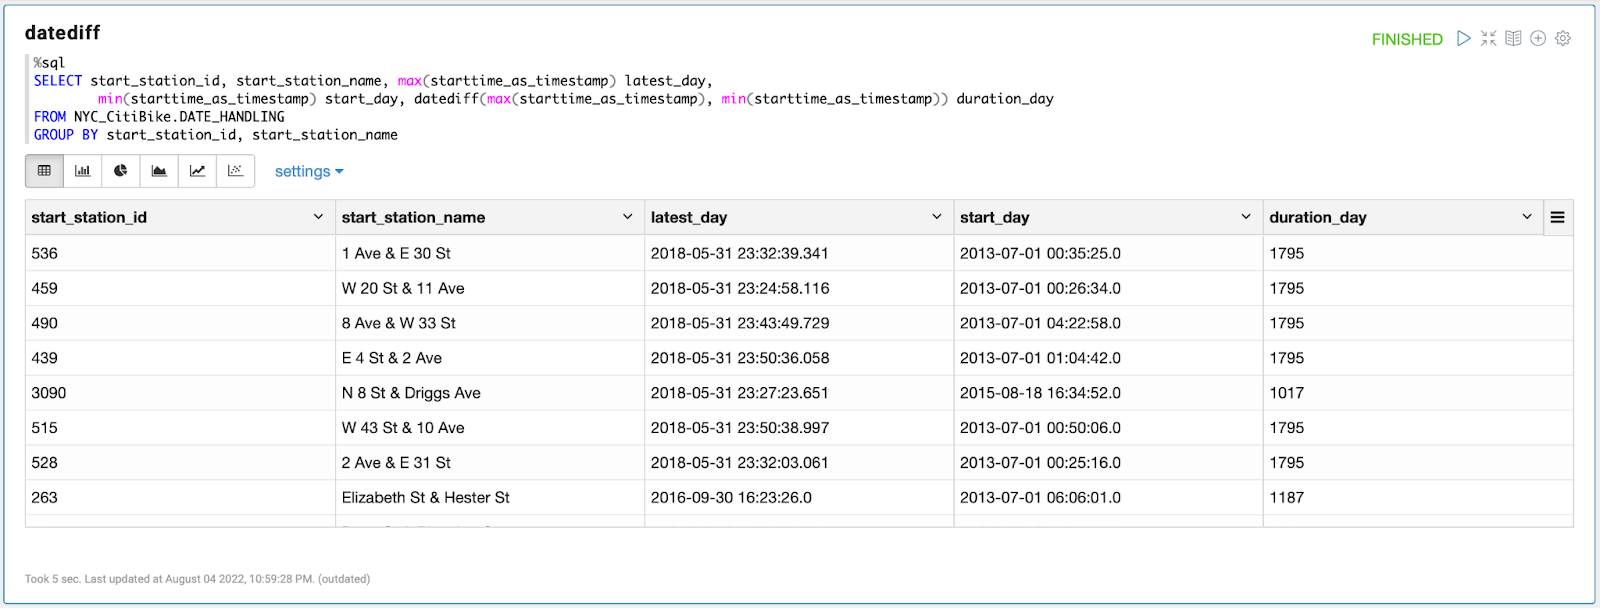 datediff
FINISHED
%sql
SELECT start_station_id, start_station_name, max(starttime_as_timestamp) latest_day,
min(starttime_as_timestamp) start_day, datediff(max(starttime_as_timestamp), min(starttime_as_timestamp)) duration_day
FROM NYC_CitiBike.DATE_HANDLING
GROUP BY start_station_id, start_station_name
settings
start_station_id start_station_name latest_day start_day duration_day
536 1 Ave & E 30 St 2018-05-31 23:32:39.341 2013-07-01 00:35:25.0 1795
459 W 20 St & 11 Ave 2018-05-31 23:24:58.116 2013-07-01 00:26:34.0 1795
490 8 Ave & W 33 St 2018-05-31 23:43:49.729 2013-07-01 04:22:58.0 1795
439 E 4 St & 2 Ave 2018-05-31 23:50:36.058 2013-07-01 01:04:42.0 1795
3090 N 8 St & Driggs Ave 2018-05-31 23:27:23.651 2015-08-18 16:34:52.0 1017
515 W 43 St & 10 Ave 2018-05-31 23:50:38.997 2013-07-01 00:50:06.0 1795
528 2 Ave & E 31 St 2018-05-31 23:32:03.061 2013-07-01 00:25:16.0 1795
263 Elizabeth St & Hester St 2016-09-30 16:23:26.0 2013-07-01 06:06:01.0 1187
Took 5 sec. Last updated at August 04 2022, 10:59:28 PM. (outdated)